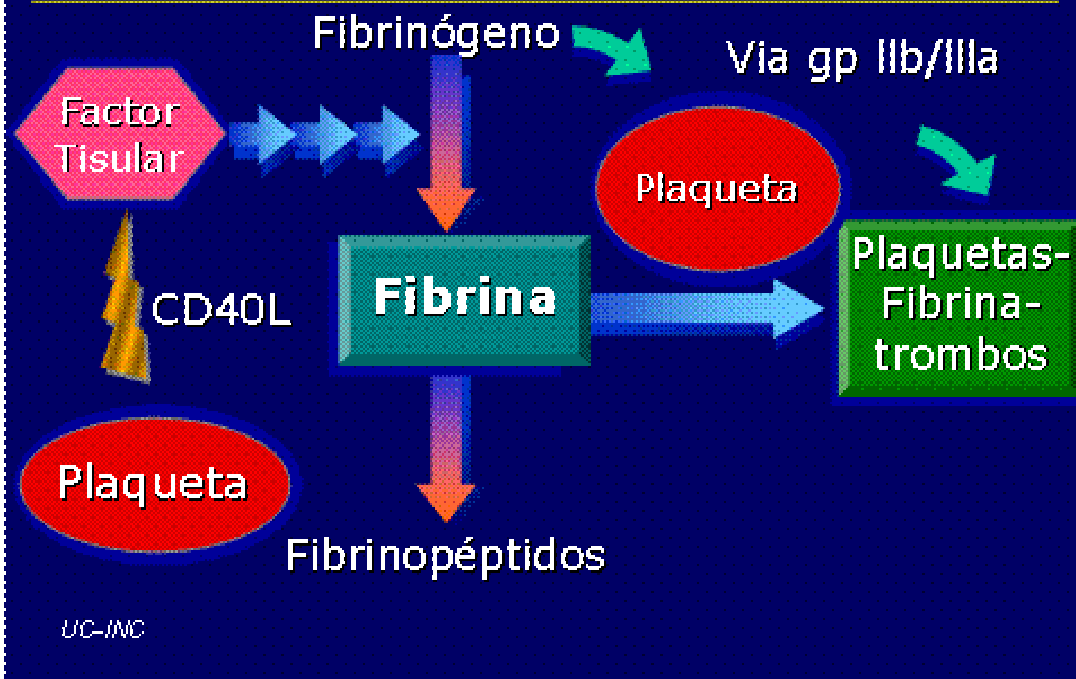 Fibrinógeno
Via gp IIb/IIIa
Factor
Tisular
Plaqueta
Plaquetas-
Fibrina-
trombos
Fibrina
CD40L
Plaqueta
Fibrinopéptidos
UC-INC